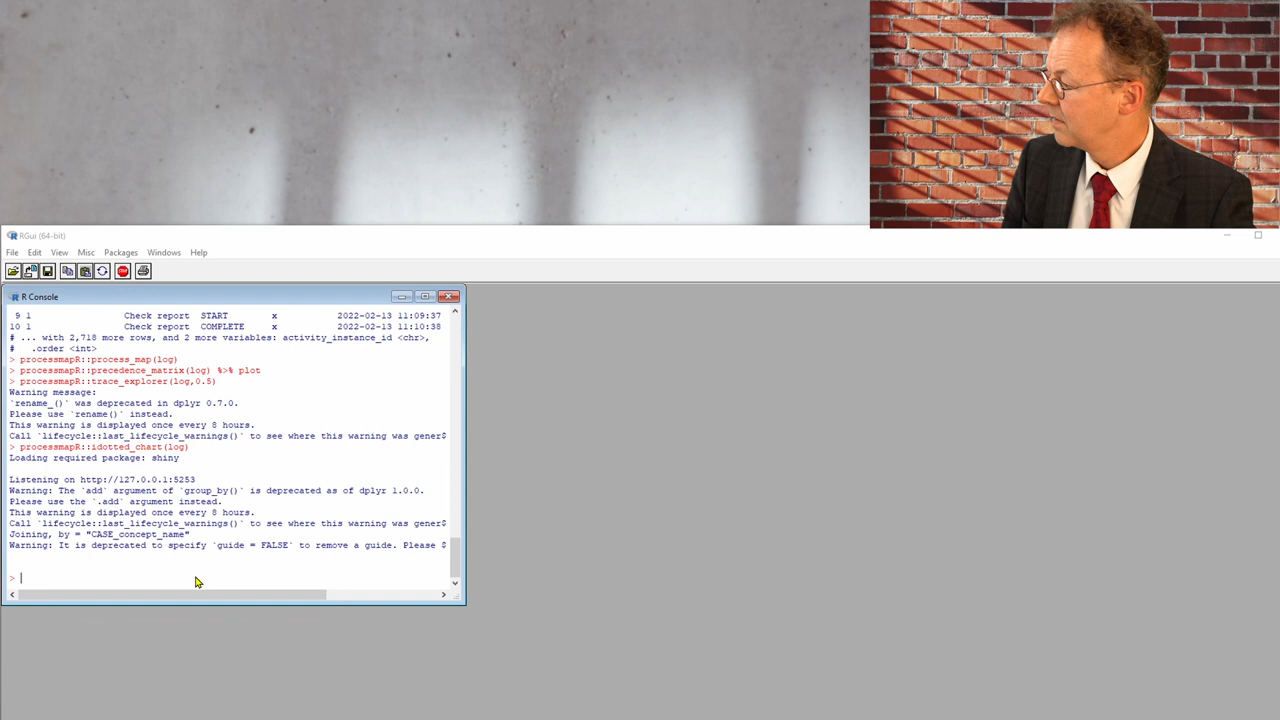 RGui (64-bit)
File Edit View Misc Packages Windows Help
STOP
R Console
9 1 Check report START x 2022-02-13 11:09:37
10 1 Check report COMPLETE x 2022-02-13 11:10:38
# ... with 2,718 more rows, and 2 more variables: activity_instance_id <chr>,
# .order <int>
> processmapR::process_map(log)
> processmapR::precedence_matrix(log) %>% plot
> processmapR::trace_explorer(log,0.5)
Warning message:
`rename_()` was deprecated in dplyr 0.7.0.
Please use `rename()` instead.
This warning is displayed once every 8 hours.
Call `lifecycle::last_lifecycle_warnings()` to see where this warning was gener$
> processmapR::idotted_chart(log)
Loading required package: shiny
Listening on http://127.0.0.1:5253
Warning: The `add` argument of `group_by()` is deprecated as of dplyr 1.0.0.
Please use the `.add` argument instead.
This warning is displayed once every 8 hours.
Call `lifecycle::last_lifecycle_warnings()` to see where this warning was gener$
Joining, by = "CASE_concept_name"
Warning: It is deprecated to specify `guide = FALSE` to remove a guide. Please $
>